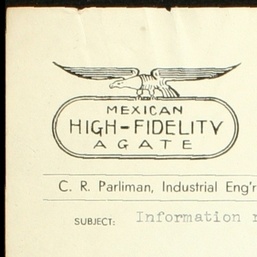 MEXICAN
HIGH-FIDELITY
AGATE
C. R. Parliman, Industrial Eng'r
SUBJECT: Information